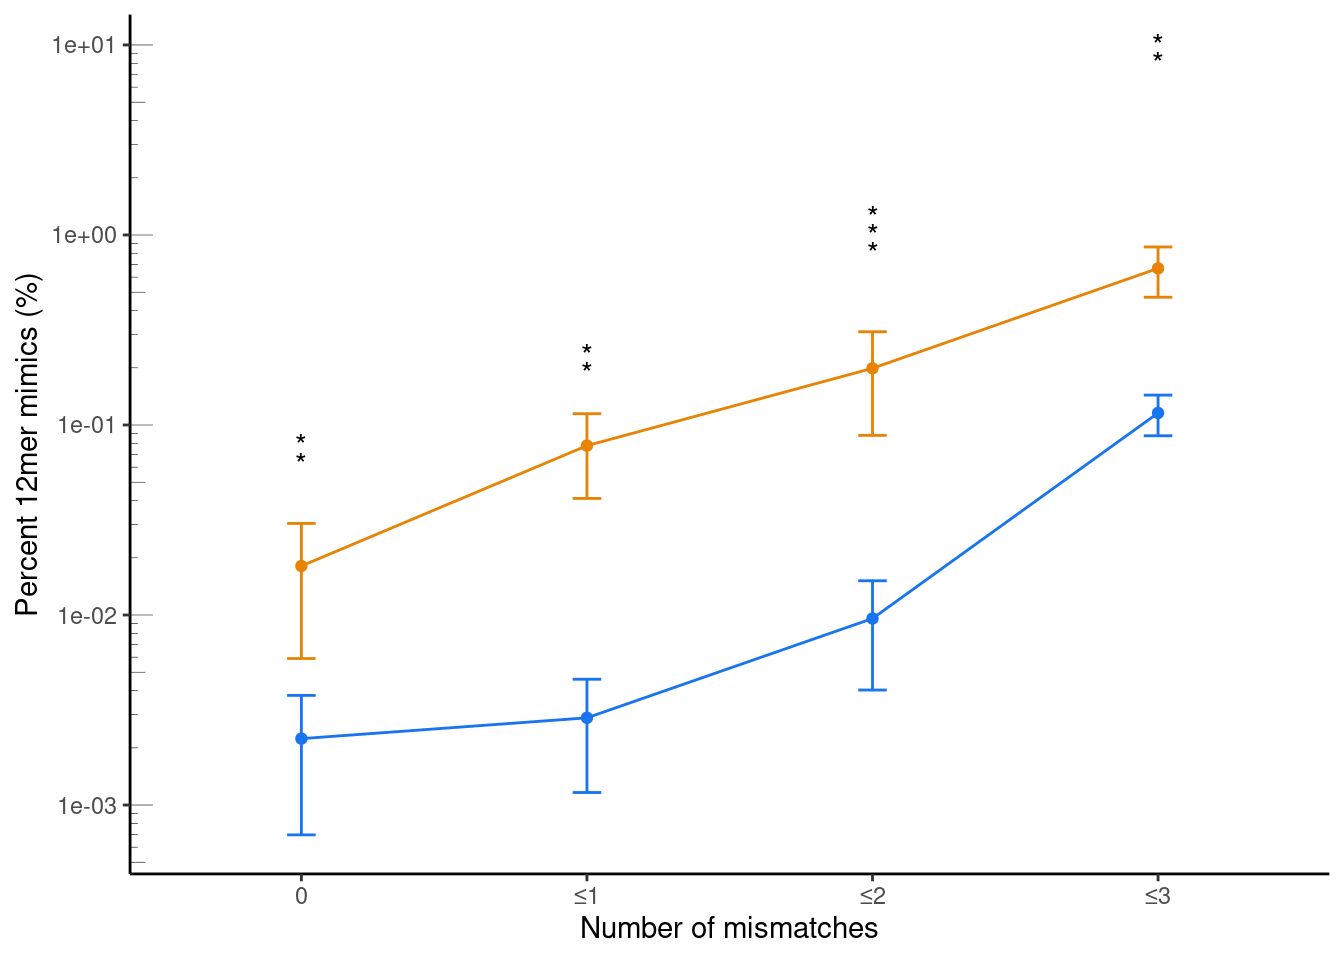 Percent 12mer mimics (%)
1e+01
1e+00
1e-01
1e-02
1e-03
*
*
*
*
*
*
*
*
*
0
≤1
≤2
≤3
Number of mismatches